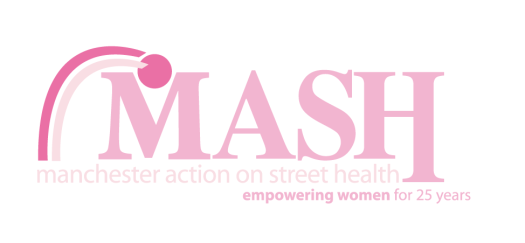 MASH
manchester action on street health
empowering women for 25 years